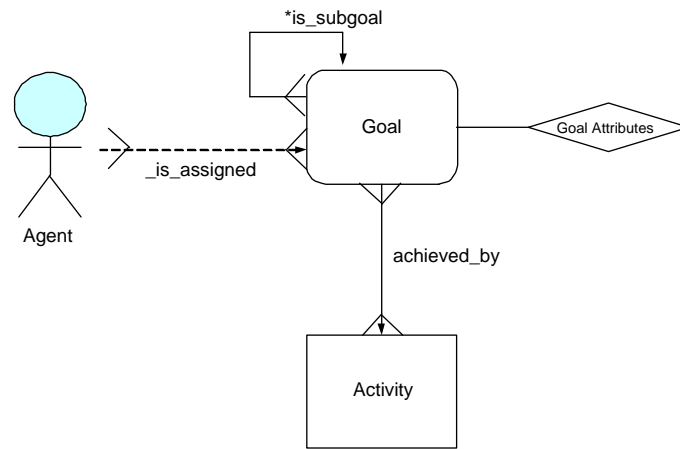 *is_subgoal
Goal
Goal Attributes
_is_assigned
Agent
achieved_by
Activity